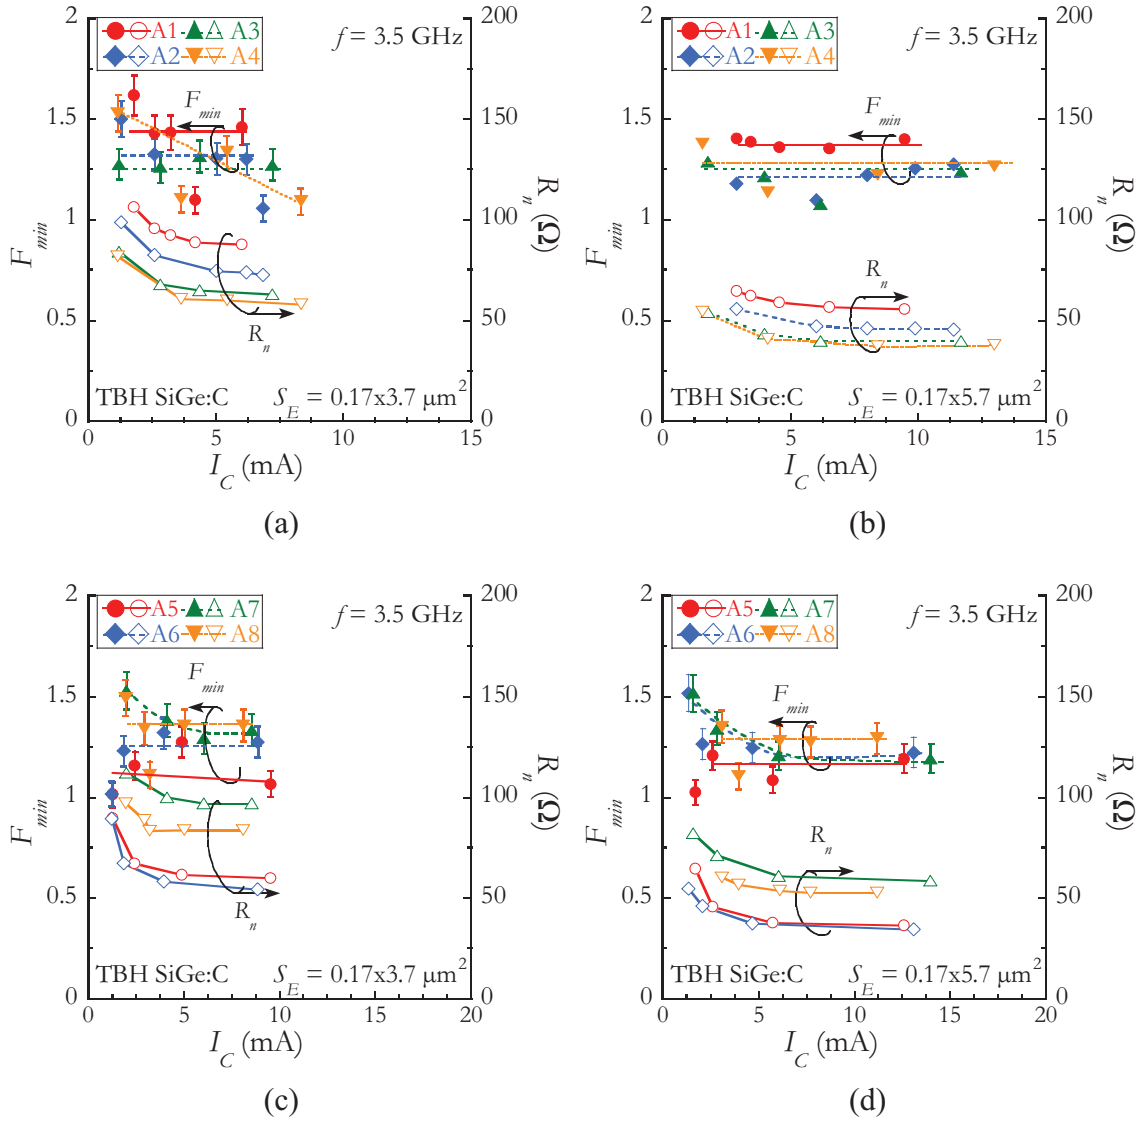 2
1.5
1
0.5
0
F_min
200
150
100
50
0
R_n (Ω)
A1 A3
A2 A4
f = 3.5 GHz
F_min
R_n
TBH SiGe:C S_E = 0.17x3.7 μm²
0 5 10 15
I_C (mA)
(a)
2
1.5
1
0.5
0
F_min
200
150
100
50
0
R_n (Ω)
A1 A3
A2 A4
f = 3.5 GHz
F_min
R_n
TBH SiGe:C S_E = 0.17x5.7 μm²
0 5 10 15
I_C (mA)
(b)
2
1.5
1
0.5
0
F_min
200
150
100
50
0
R_n (Ω)
A5 A7
A6 A8
f = 3.5 GHz
F_min
R_n
TBH SiGe:C S_E = 0.17x3.7 μm²
0 5 10 15 20
I_C (mA)
(c)
2
1.5
1
0.5
0
F_min
200
150
100
50
0
R_n (Ω)
A5 A7
A6 A8
f = 3.5 GHz
F_min
R_n
TBH SiGe:C S_E = 0.17x5.7 μm²
0 5 10 15 20
I_C (mA)
(d)